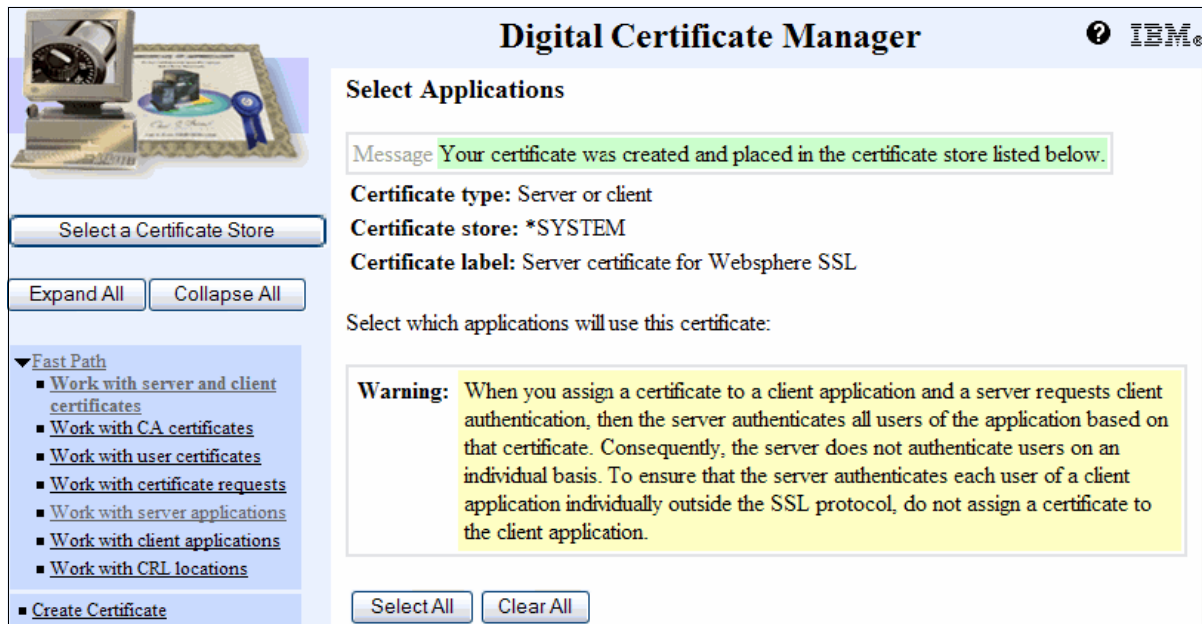 Digital Certificate Manager
IBM®
Select a Certificate Store
Expand All
Collapse All
Fast Path
Work with server and client
certificates
Work with CA certificates
Work with user certificates
Work with certificate requests
Work with server applications
Work with client applications
Work with CRL locations
Create Certificate
Select Applications
Message Your certificate was created and placed in the certificate store listed below.
Certificate type: Server or client
Certificate store: *SYSTEM
Certificate label: Server certificate for Websphere SSL
Select which applications will use this certificate:
Warning: When you assign a certificate to a client application and a server requests client
authentication, then the server authenticates all users of the application based on
that certificate. Consequently, the server does not authenticate users on an
individual basis. To ensure that the server authenticates each user of a client
application individually outside the SSL protocol, do not assign a certificate to
the client application.
Select All
Clear All